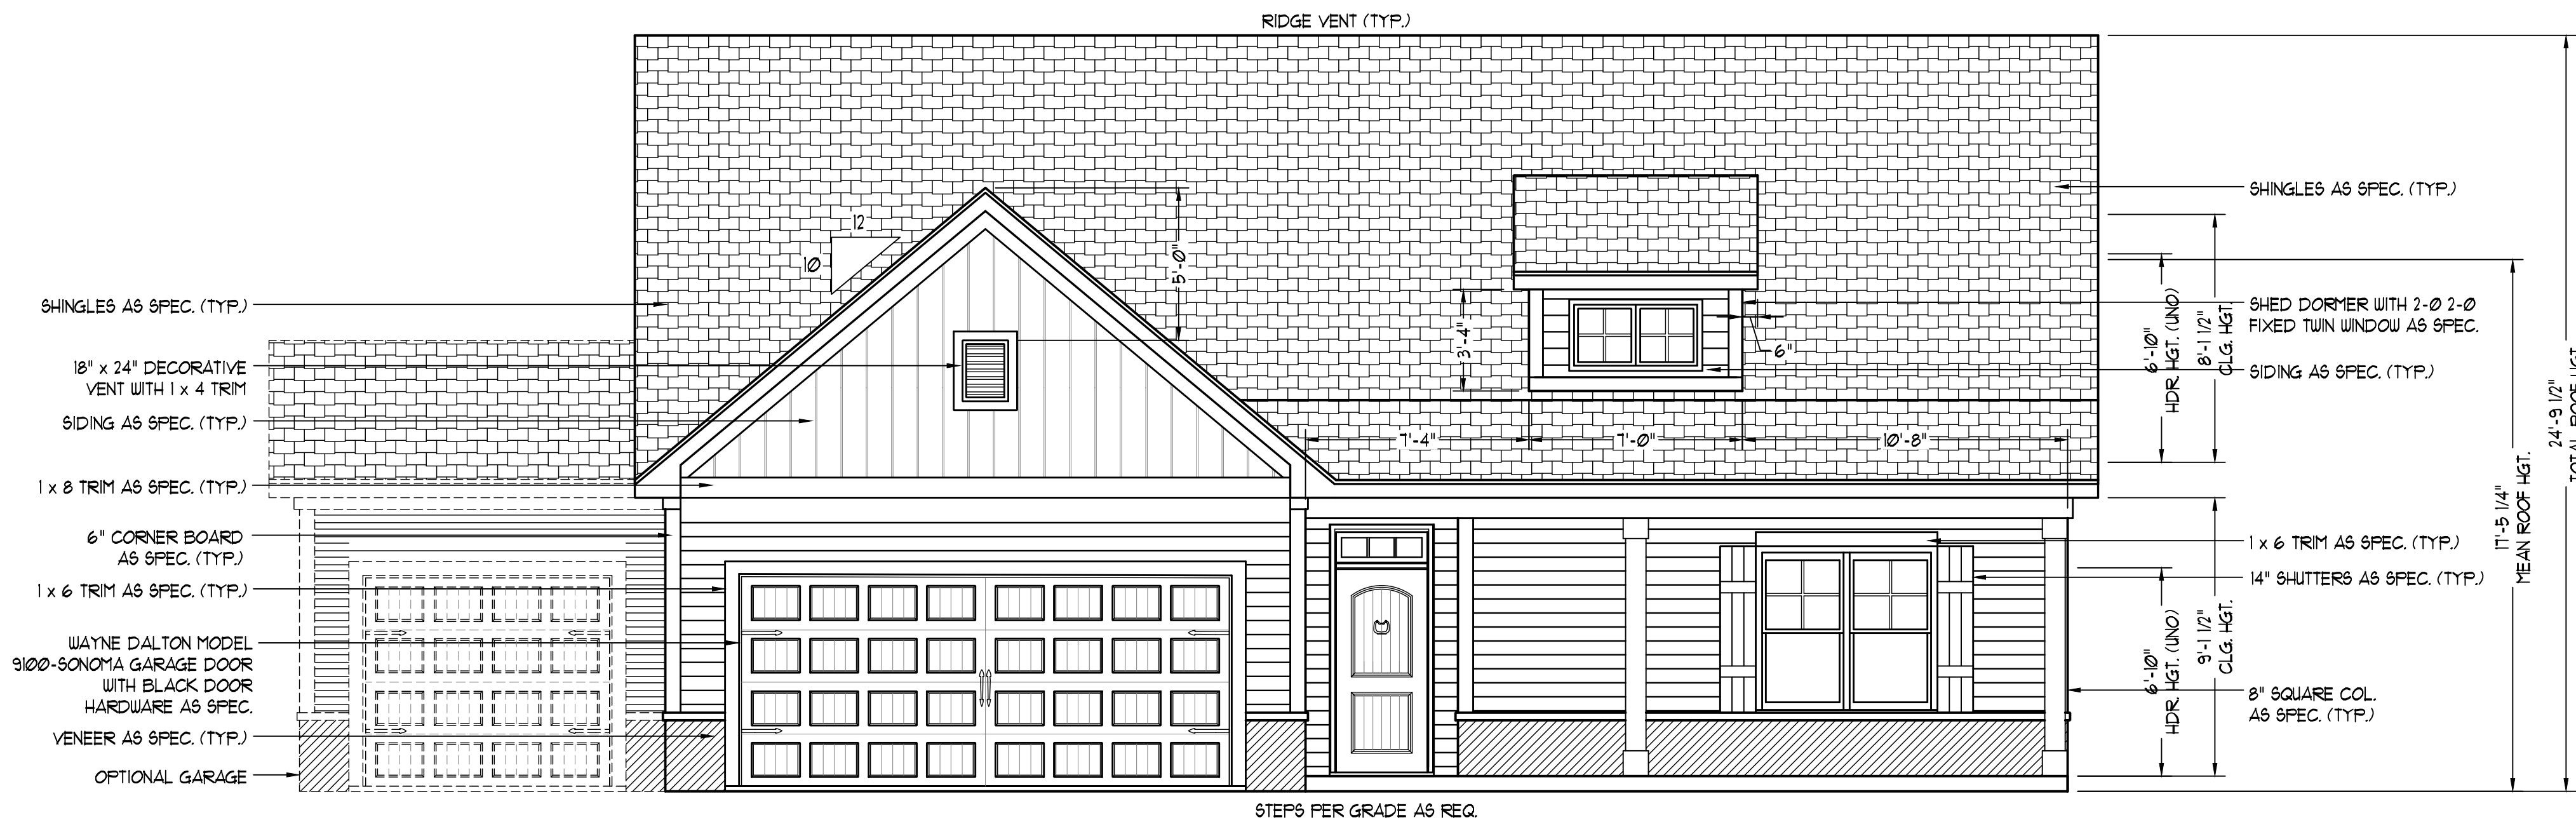 RIDGE VENT (TYP.)
12
10
5'-0"
SHINGLES AS SPEC. (TYP.)
18" x 24" DECORATIVE
VENT WITH 1 x 4 TRIM
SIDING AS SPEC. (TYP.)
1 x 8 TRIM AS SPEC. (TYP.)
6" CORNER BOARD
AS SPEC. (TYP.)
1 x 6 TRIM AS SPEC. (TYP.)
WAYNE DALTON MODEL
9100-SONOMA GARAGE DOOR
WITH BLACK DOOR
HARDWARE AS SPEC.
VENEER AS SPEC. (TYP.)
OPTIONAL GARAGE
3'-4"
6"
7'-4"
7'-0"
10'-8"
SHINGLES AS SPEC. (TYP.)
SHED DORMER WITH 2-0 2-0
FIXED TWIN WINDOW AS SPEC.
SIDING AS SPEC. (TYP.)
1 x 6 TRIM AS SPEC. (TYP.)
14" SHUTTERS AS SPEC. (TYP.)
8" SQUARE COL.
AS SPEC. (TYP.)
6'-10"
HDR. HGT. (UNO)
8'-1 1/2"
CLG. HGT.
6'-10"
HDR. HGT. (UNO)
9'-1 1/2"
CLG. HGT.
17'-5 1/4"
MEAN ROOF HGT.
24'-9 1/2"
TOTAL ROOF HGT.
STEPS PER GRADE AS REQ.